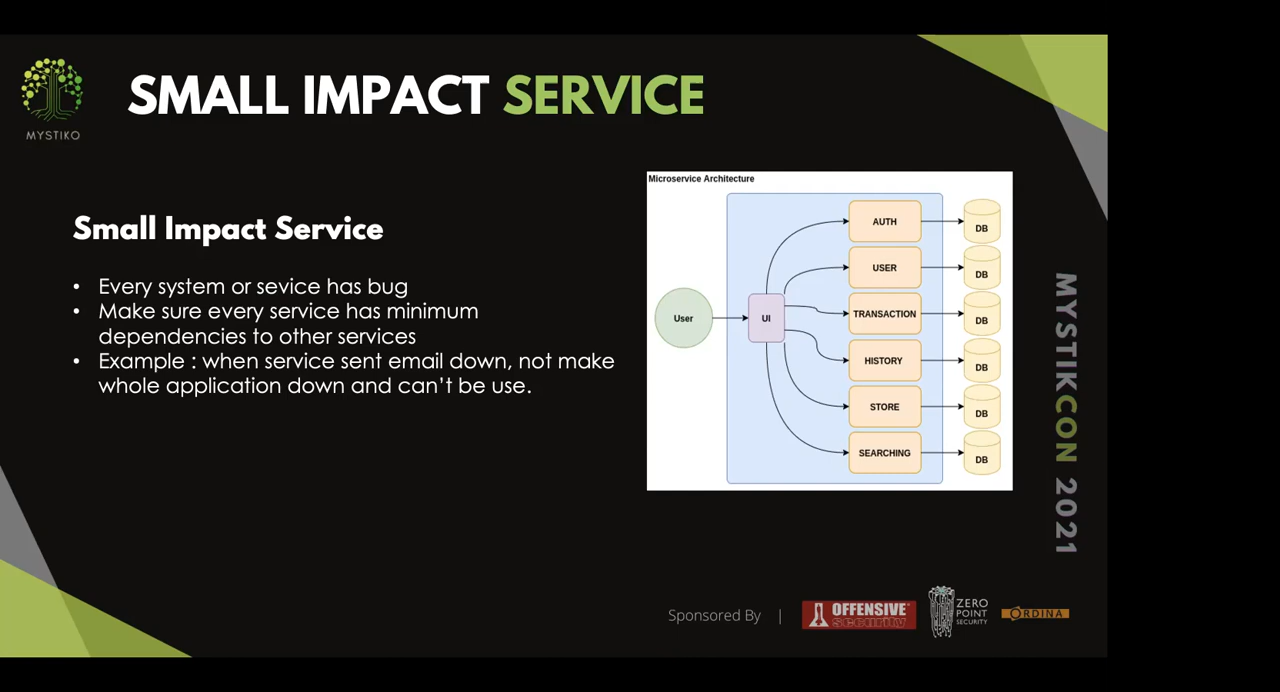 MYSTIKO
SMALL IMPACT SERVICE
Small Impact Service
• Every system or sevice has bug
• Make sure every service has minimum
dependencies to other services
• Example : when service sent email down, not make
whole application down and can't be use.
Microservice Architecture
User
UI
AUTH
DB
USER
DB
TRANSACTION
DB
HISTORY
DB
STORE
DB
SEARCHING
DB
MYSTIKCON 2021
Sponsored By |
OFFENSIVE
security
ZERO
POINT
SECURITY
ORDINA